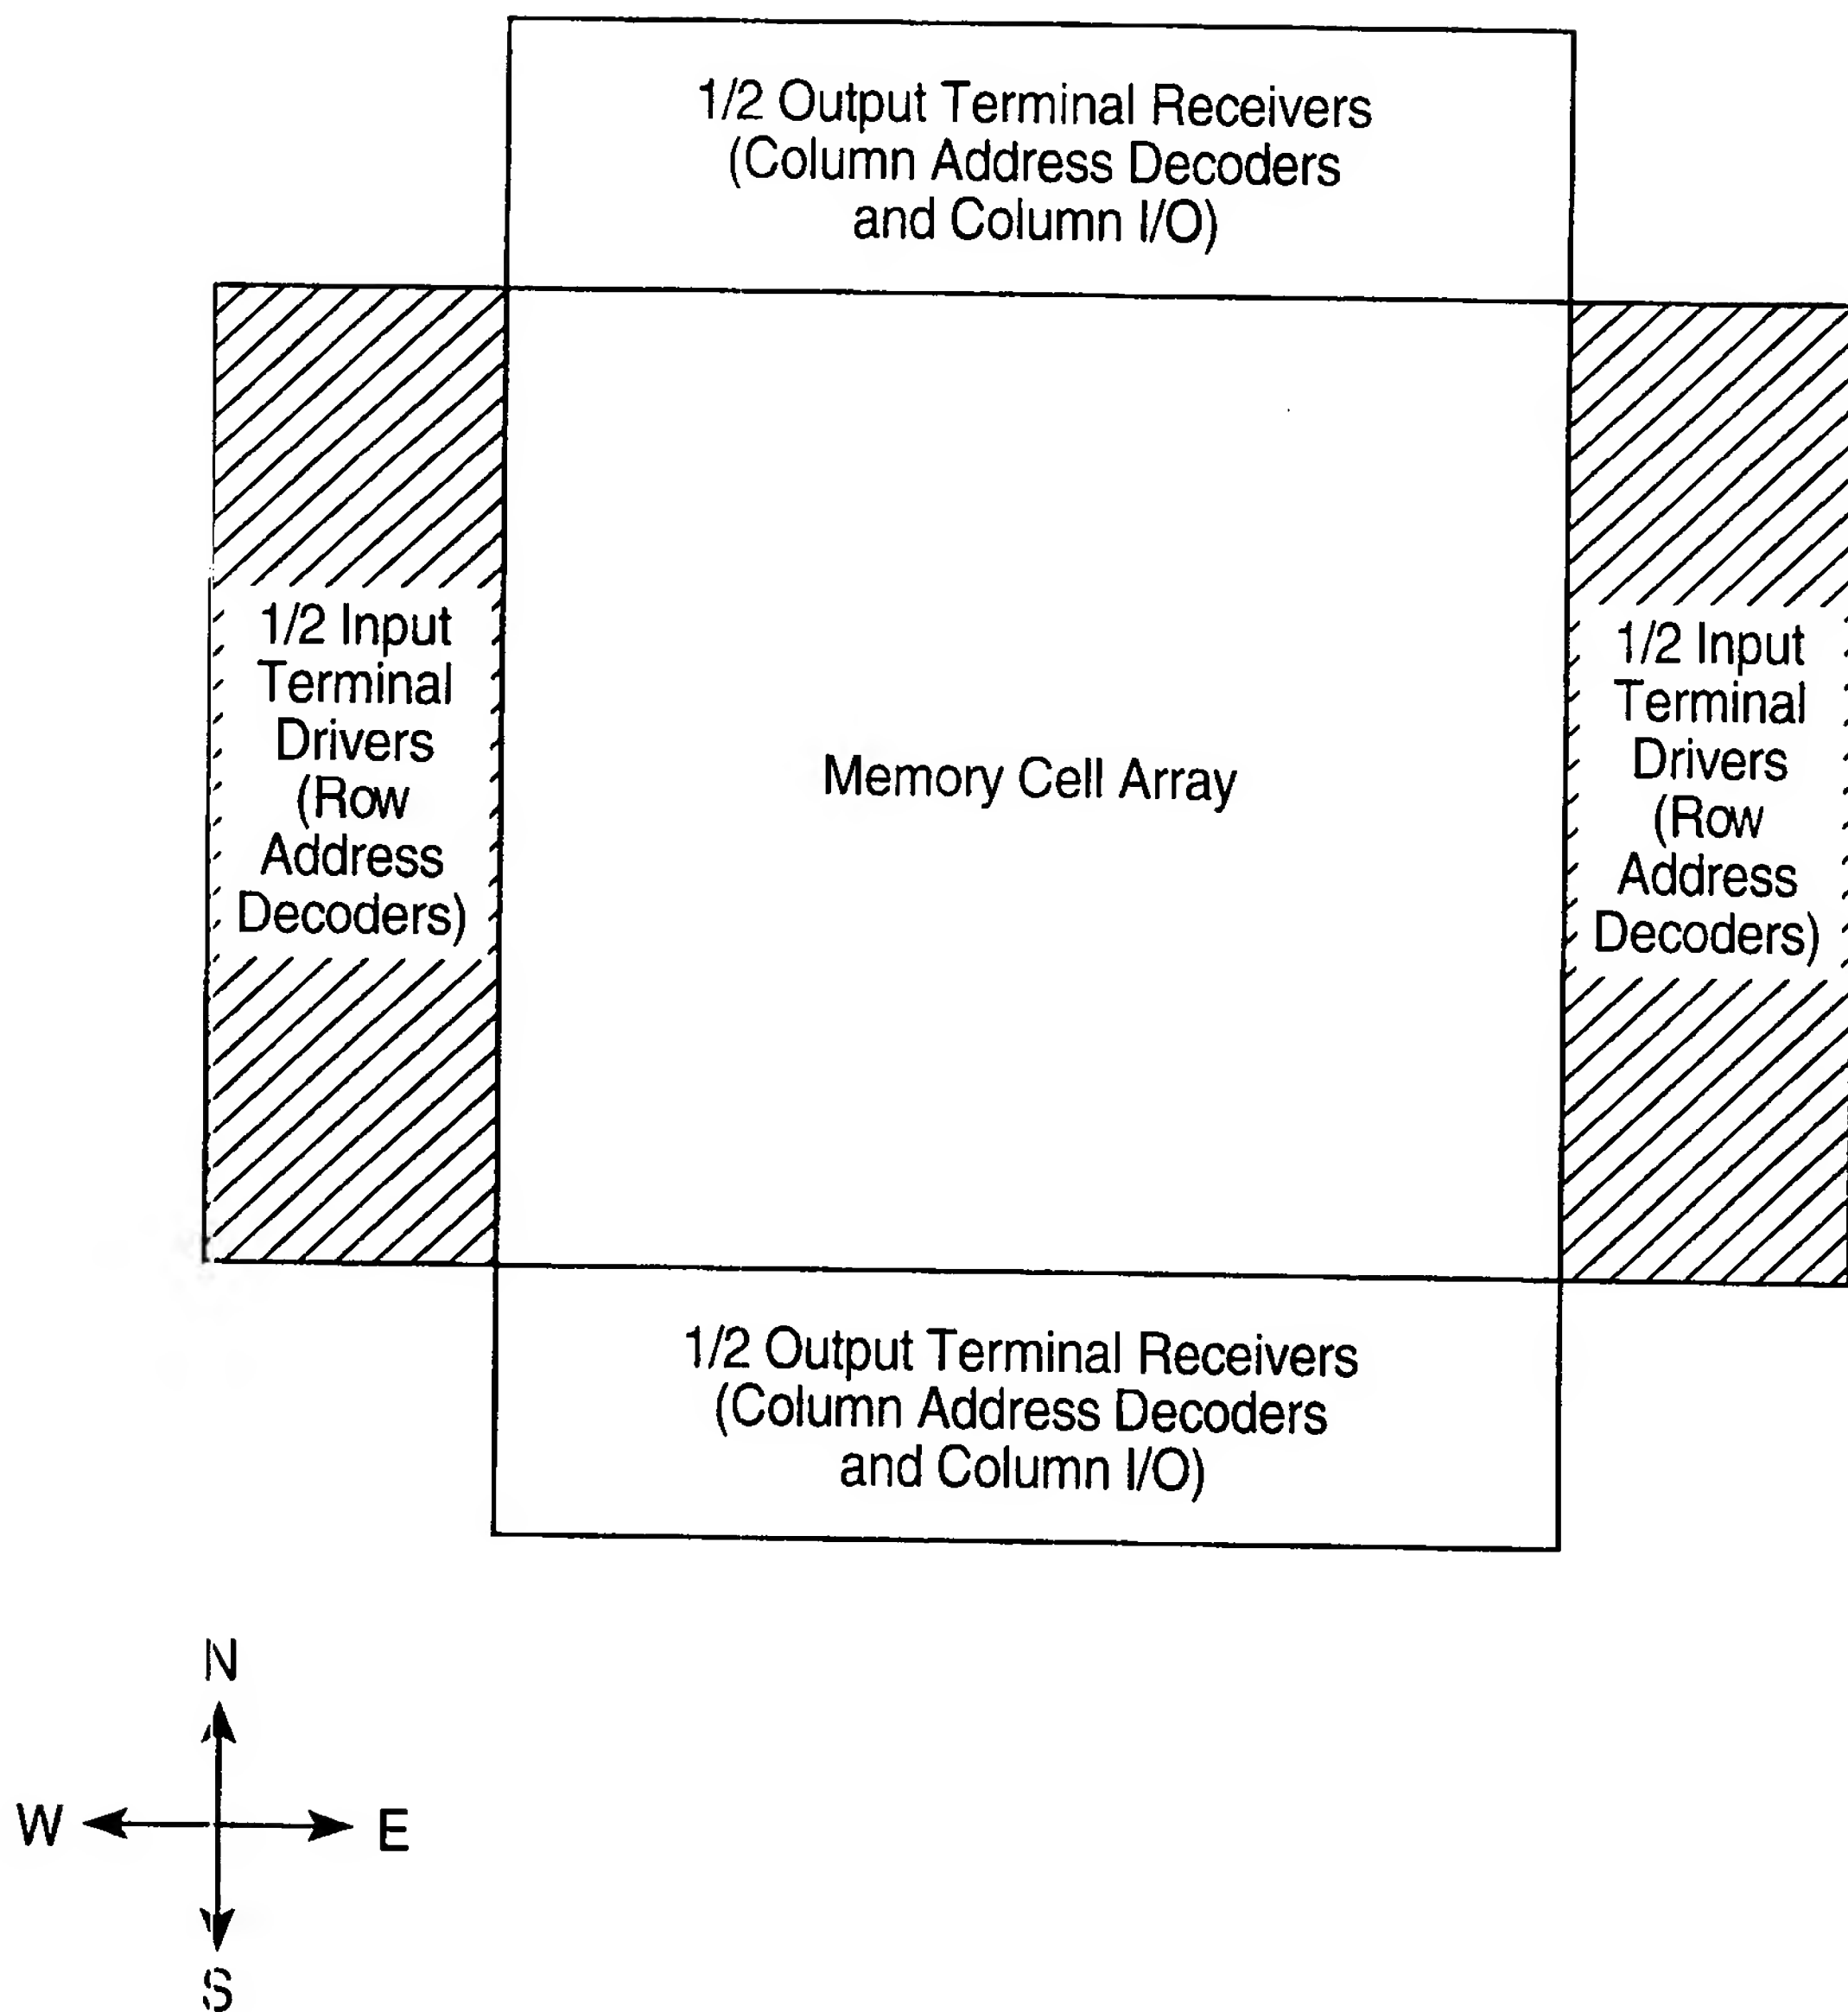 1/2 Output Terminal Receivers
(Column Address Decoders
and Column I/O)
1/2 Input
Terminal
Drivers
(Row
Address
Decoders)
Memory Cell Array
1/2 Input
Terminal
Drivers
(Row
Address
Decoders)
1/2 Output Terminal Receivers
(Column Address Decoders
and Column I/O)
N
W
E
S